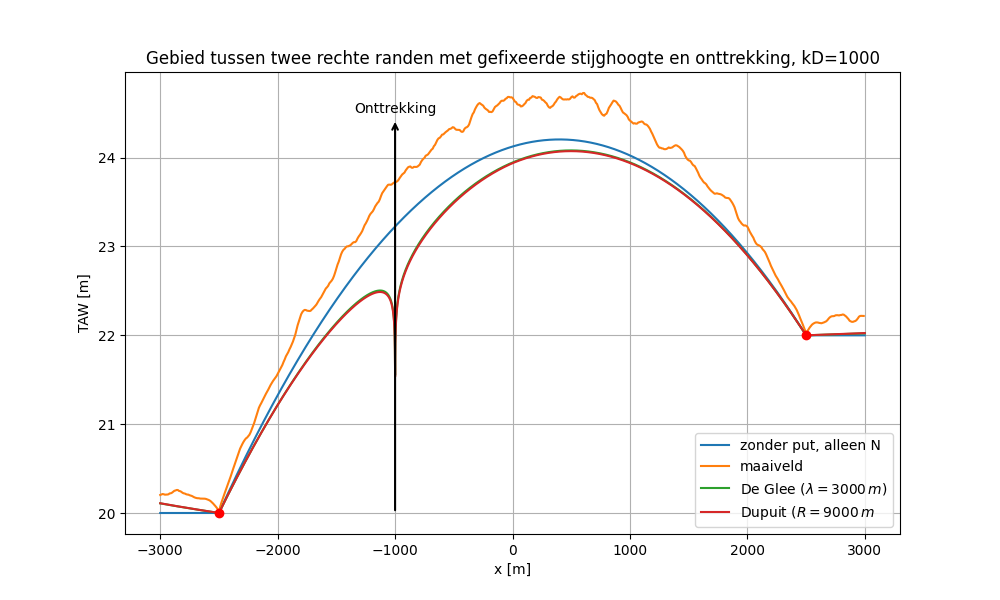 Gebied tussen twee rechte randen met gefixeerde stijghoogte en onttrekking, kD=1000
Onttrekking
TAW [m]
24
23
22
21
20
zonder put, alleen N
maaiveld
De Glee (λ = 3000 m)
Dupuit (R = 9000 m
−3000
−2000
−1000
0
1000
2000
3000
x [m]